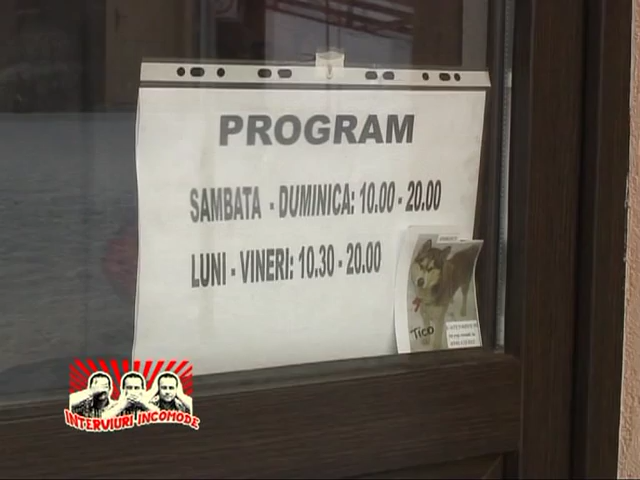 PROGRAM
SAMBATA - DUMINICA: 10.00 - 20.00
LUNI - VINERI: 10.30 - 20.00
TICO
INTERVIURI INCOMODE